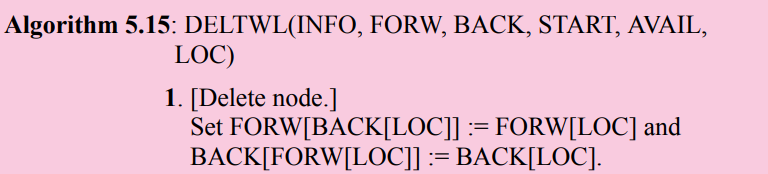 Algorithm 5.15: DELTWL(INFO, FORW, BACK, START, AVAIL,
LOC)
1. [Delete node.]
Set FORW[BACK[LOC]] := FORW[LOC] and
BACK[FORW[LOC]] := BACK[LOC].